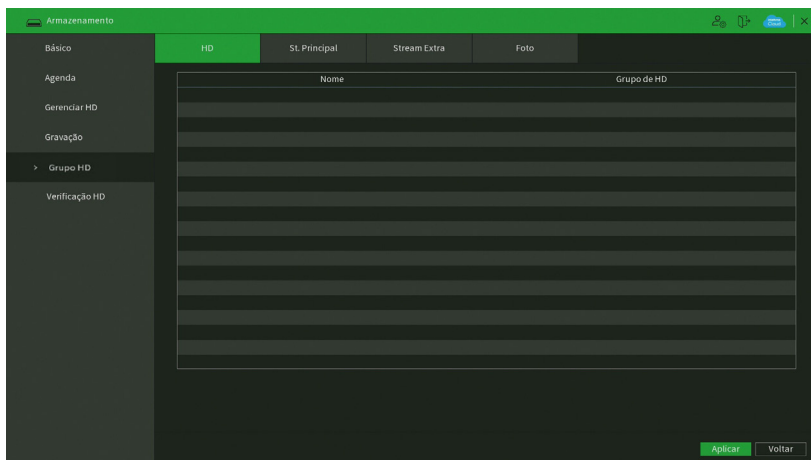 Armazenamento
Básico
HD
St. Principal
Stream Extra
Foto
Agenda
Nome
Grupo de HD
Gerenciar HD
Gravação
> Grupo HD
Verificação HD
Aplicar
Voltar